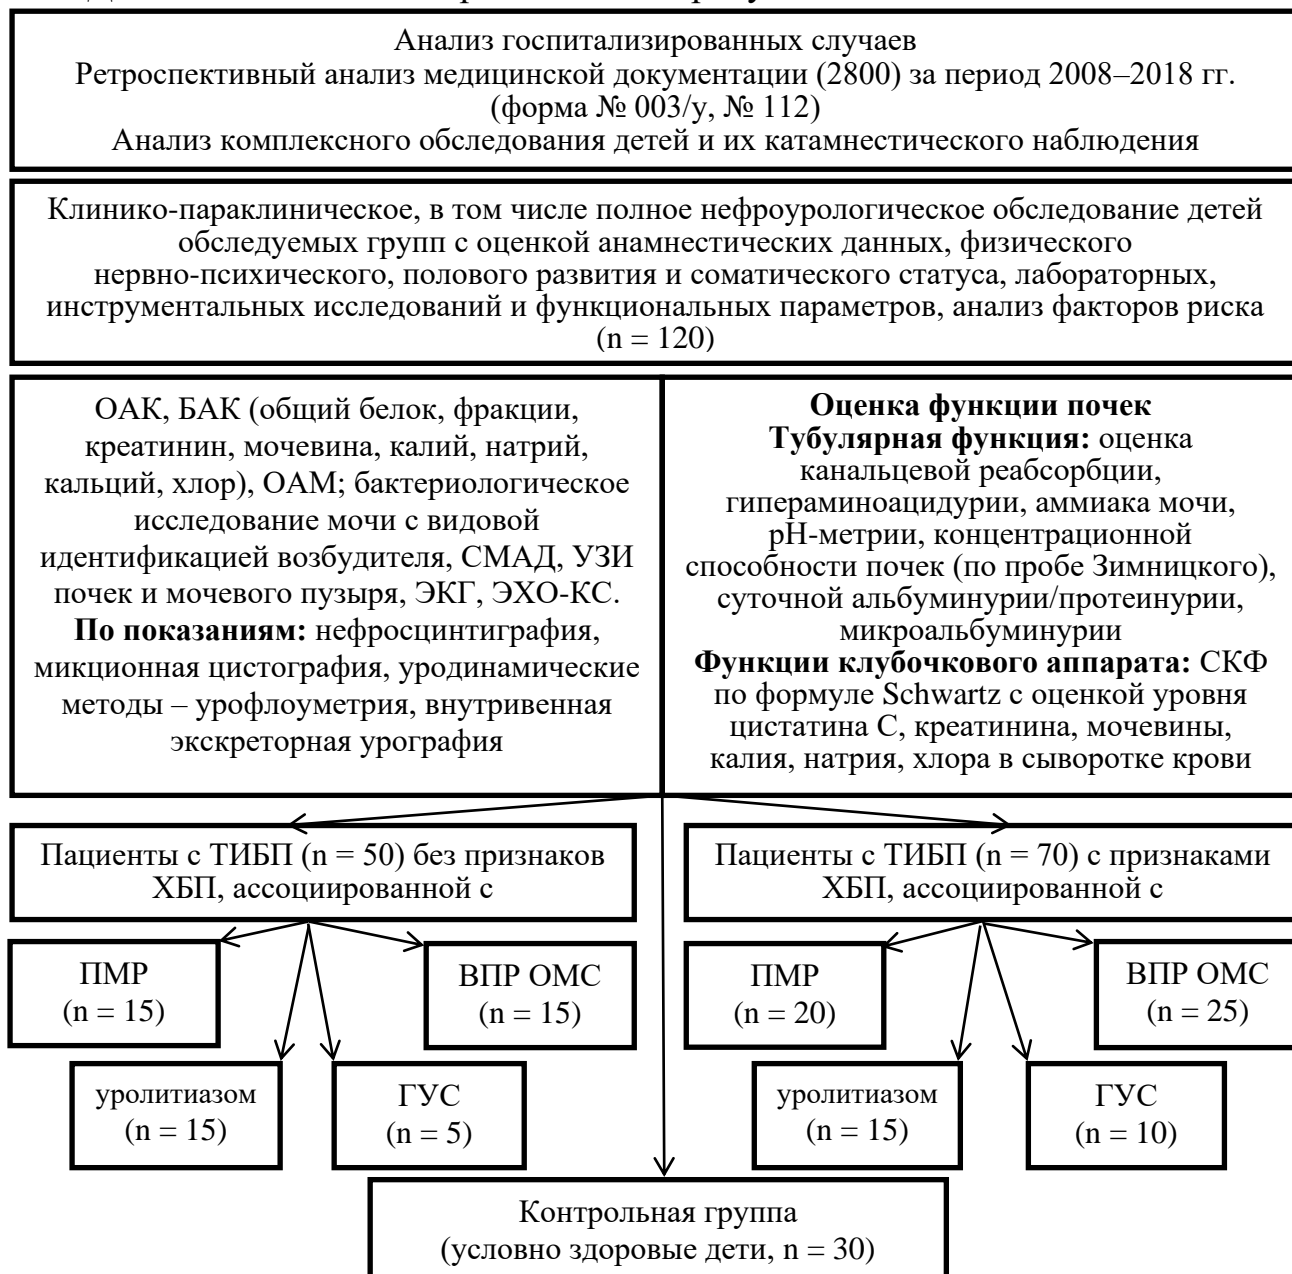 Анализ госпитализированных случаев
Ретроспективный анализ медицинской документации (2800) за период 2008–2018 гг.
(форма № 003/у, № 112)
Анализ комплексного обследования детей и их катамнестического наблюдения
Клинико-параклиническое, в том числе полное нефроурологическое обследование детей
обследуемых групп с оценкой анамнестических данных, физического
нервно-психического, полового развития и соматического статуса, лабораторных,
инструментальных исследований и функциональных параметров, анализ факторов риска
(n = 120)
ОАК, БАК (общий белок, фракции,
креатинин, мочевина, калий, натрий,
кальций, хлор), ОАМ; бактериологическое
исследование мочи с видовой
идентификацией возбудителя, СМАД, УЗИ
почек и мочевого пузыря, ЭКГ, ЭХО-КС.
По показаниям: нефросцинтиграфия,
микционная цистография, уродинамические
методы – урофлоуметрия, внутривенная
экскреторная урография
Оценка функции почек
Тубулярная функция: оценка
канальцевой реабсорбции,
гипераминоацидурии, аммиака мочи,
рН-метрии, концентрационной
способности почек (по пробе Зимницкого),
суточной альбуминурии/протеинурии,
микроальбуминурии
Функции клубочкового аппарата: СКФ
по формуле Schwartz с оценкой уровня
цистатина С, креатинина, мочевины,
калия, натрия, хлора в сыворотке крови
Пациенты с ТИБП (n = 50) без признаков
ХБП, ассоциированной с
Пациенты с ТИБП (n = 70) с признаками
ХБП, ассоциированной с
ПМР
(n = 15)
ВПР ОМС
(n = 15)
ПМР
(n = 20)
ВПР ОМС
(n = 25)
уролитиазом
(n = 15)
ГУС
(n = 5)
уролитиазом
(n = 15)
ГУС
(n = 10)
Контрольная группа
(условно здоровые дети, n = 30)